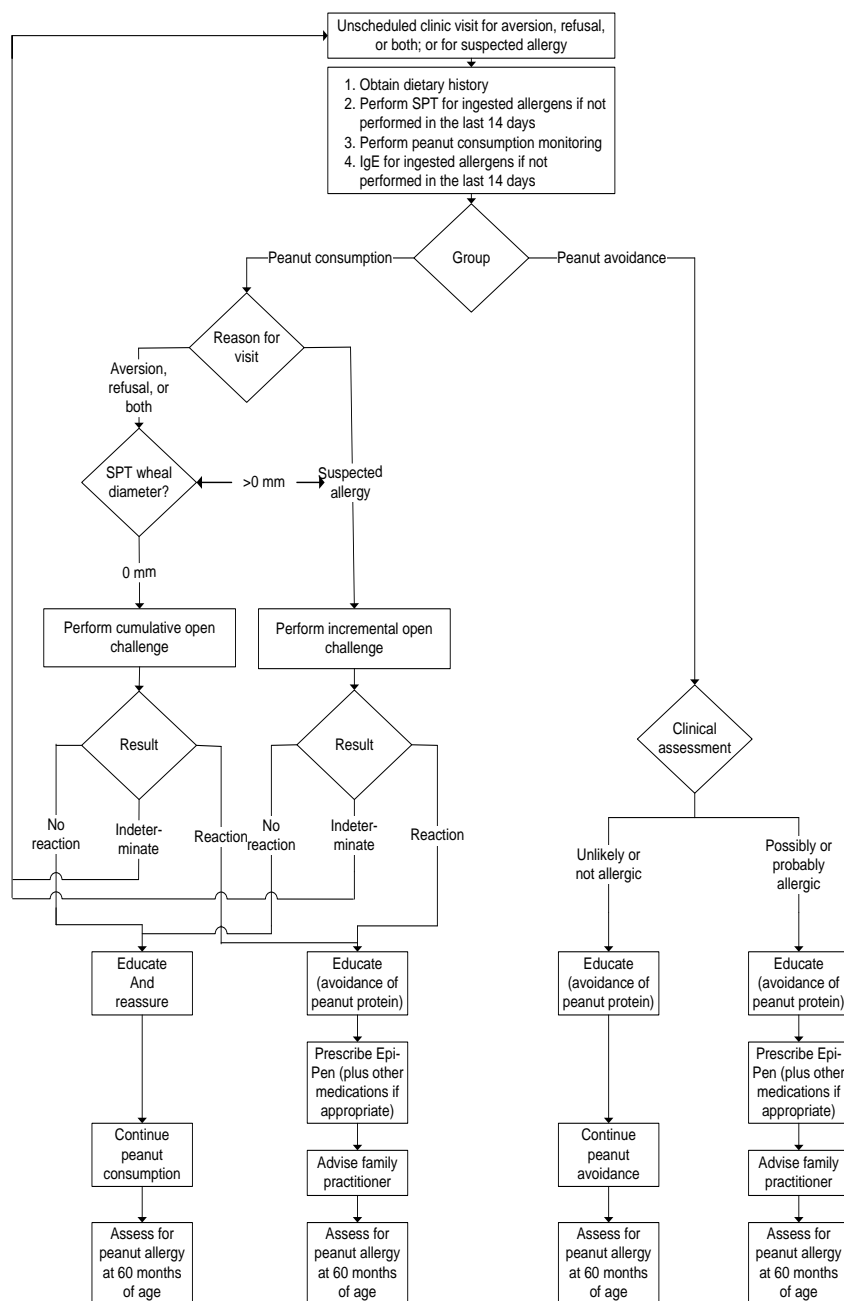 Unscheduled clinic visit for aversion, refusal,
or both; or for suspected allergy
1. Obtain dietary history
2. Perform SPT for ingested allergens if not
performed in the last 14 days
3. Perform peanut consumption monitoring
4. IgE for ingested allergens if not
performed in the last 14 days
Peanut consumption
Group
Peanut avoidance
Reason for
visit
Aversion,
refusal, or
both
SPT wheal
diameter?
>0 mm
Suspected
allergy
0 mm
Perform cumulative open
challenge
Perform incremental open
challenge
Result
Result
Clinical
assessment
No
reaction
Indeter-
minate
Reaction
No
reaction
Indeter-
minate
Reaction
Unlikely or
not allergic
Possibly or
probably
allergic
Educate
And
reassure
Educate
(avoidance of
peanut protein)
Educate
(avoidance of
peanut protein)
Educate
(avoidance of
peanut protein)
Prescribe Epi-
Pen (plus other
medications if
appropriate)
Prescribe Epi-
Pen (plus other
medications if
appropriate)
Continue
peanut
consumption
Advise family
practitioner
Continue
peanut
avoidance
Advise family
practitioner
Assess for
peanut allergy
at 60 months
of age
Assess for
peanut allergy
at 60 months
of age
Assess for
peanut allergy
at 60 months
of age
Assess for
peanut allergy
at 60 months
of age